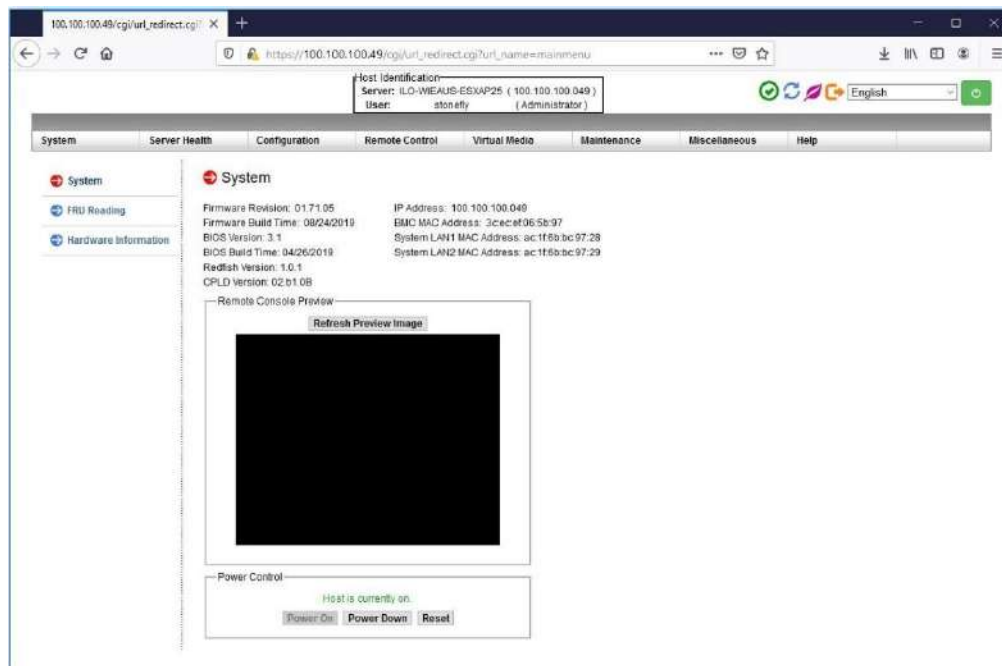 100.100.100.49/cgi/url_redirect.cgi?
https://100.100.100.49/cgi/url_redirect.cgi?url_name=mainmenu
Host Identification
Server: ILO-WIEAUS-ESXAP25 ( 100.100.100.049 )
User: stonefly ( Administrator )
English
System Server Health Configuration Remote Control Virtual Media Maintenance Miscellaneous Help
System
FRU Reading
Hardware Information
System
Firmware Revision: 01.71.05
Firmware Build Time: 08/24/2019
BIOS Version: 3.1
BIOS Build Time: 04/26/2019
Redfish Version: 1.0.1
CPLD Version: 02.b1.0B
IP Address: 100.100.100.049
BMC MAC Address: 3c:ec:ef:06:5b:97
System LAN1 MAC Address: ac:1f:6b:bc:97:28
System LAN2 MAC Address: ac:1f:6b:bc:97:29
Remote Console Preview
Refresh Preview Image
Power Control
Host is currently on.
Power On Power Down Reset